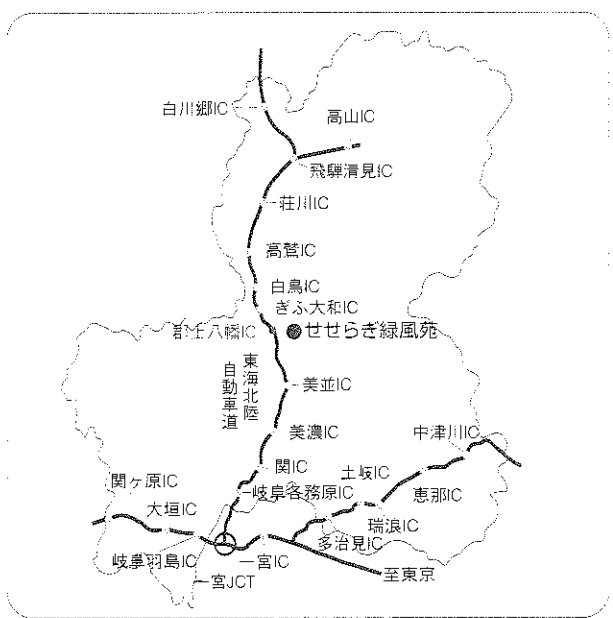 白川郷IC
高山IC
飛騨清見IC
荘川IC
高鷲IC
白鳥IC
ぎふ大和IC
郡上八幡IC
せせらぎ緑風苑
東海北陸
自動車道
美並IC
美濃IC
中津川IC
関IC
関ヶ原IC
土岐IC
岐阜各務原IC
恵那IC
大垣IC
瑞浪IC
多治見IC
岐阜羽島IC
一宮IC
一宮JCT
至東京